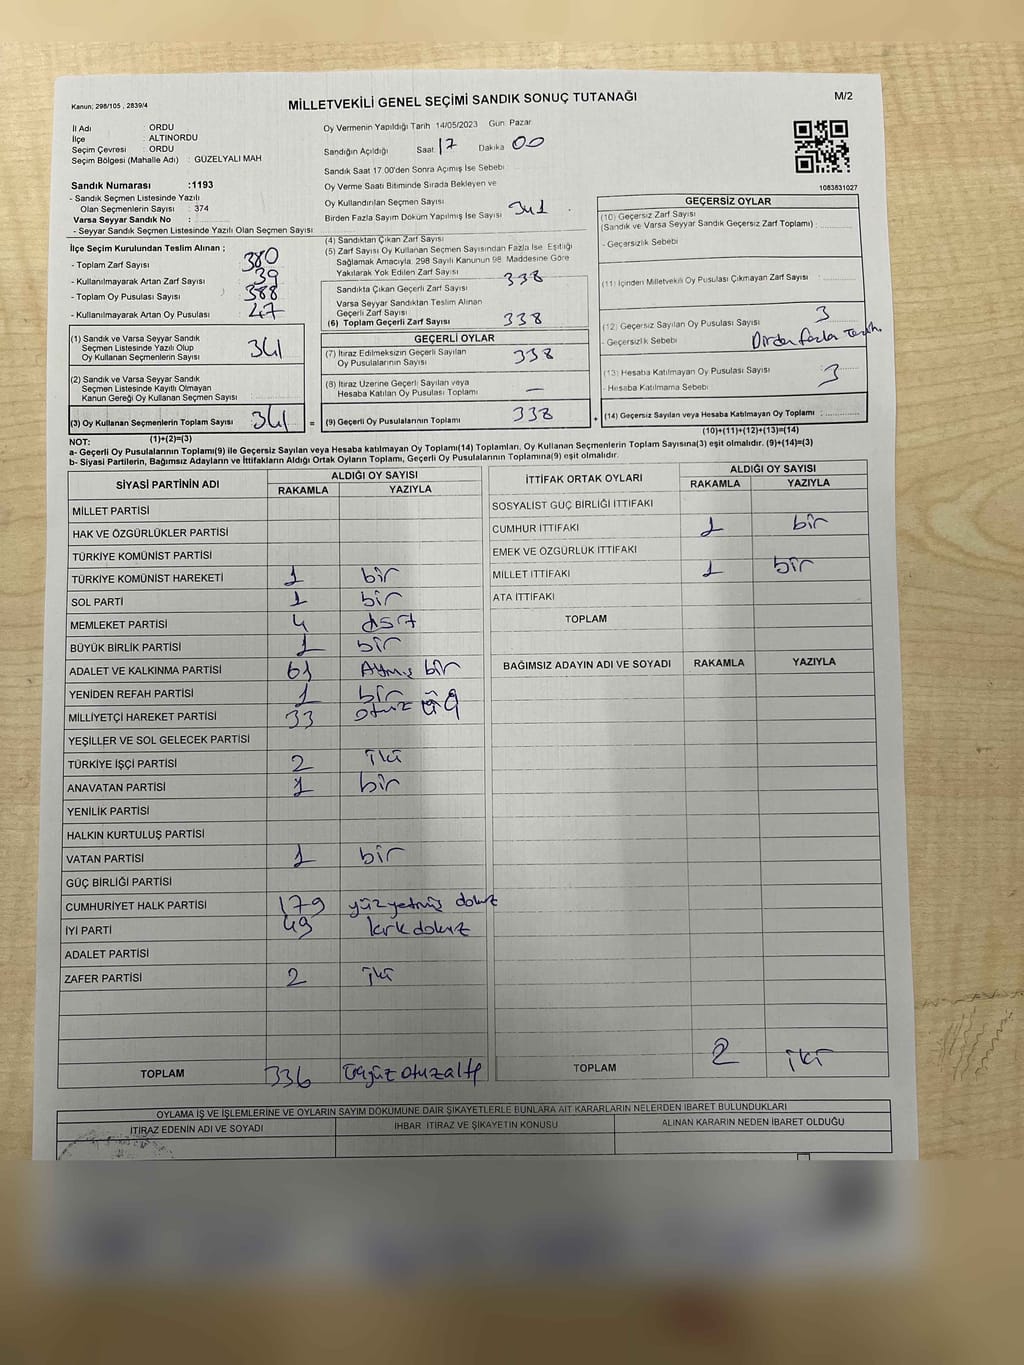 Kanun; 298/105 , 2839/4
MİLLETVEKİLİ GENEL SEÇİMİ SANDIK SONUÇ TUTANAĞI
M/2
İl Adı : ORDU
İlçe : ALTINORDU
Seçim Çevresi : ORDU
Seçim Bölgesi (Mahalle Adı) : GÜZELYALI MAH
Sandık Numarası :1193
- Sandık Seçmen Listesinde Yazılı
Olan Seçmenlerin Sayısı : 374
Varsa Seyyar Sandık No :
- Seyyar Sandık Seçmen Listesinde Yazılı Olan Seçmen Sayısı :
Oy Vermenin Yapıldığı Tarih 14/05/2023 Gün Pazar
Sandığın Açıldığı Saat 17 Dakika 00
Sandık Saat 17.00'den Sonra Açımış İse Sebebi
Oy Verme Saati Bitiminde Sırada Bekleyen ve
Oy Kullandırılan Seçmen Sayısı
Birden Fazla Sayım Döküm Yapılmış İse Sayısı 341
1083831027
İlçe Seçim Kurulundan Teslim Alınan ;
- Toplam Zarf Sayısı 380
- Kullanılmayarak Artan Zarf Sayısı 39
- Toplam Oy Pusulası Sayısı 388
- Kullanılmayarak Artan Oy Pusulası 47
(4) Sandıktan Çıkan Zarf Sayısı
(5) Zarf Sayısı Oy Kullanan Seçmen Sayısından Fazla İse Eşitliği
Sağlamak Amacıyla, 298 Sayılı Kanunun 98. Maddesine Göre
Yakılarak Yok Edilen Zarf Sayısı
Sandıkta Çıkan Geçerli Zarf Sayısı 338
Varsa Seyyar Sandıktan Teslim Alınan
Geçerli Zarf Sayısı
(6) Toplam Geçerli Zarf Sayısı 338
GEÇERSİZ OYLAR
(10) Geçersiz Zarf Sayısı
(Sandık ve Varsa Seyyar Sandık Geçersiz Zarf Toplamı) :
- Geçersizlik Sebebi
(11) İçinden Milletvekili Oy Pusulası Çıkmayan Zarf Sayısı :
(12) Geçersiz Sayılan Oy Pusulası Sayısı 3
- Geçersizlik Sebebi fazla
(13) Hesaba Katılmayan Oy Pusulası Sayısı 3
- Hesaba Katılmama Sebebi
(14) Geçersiz Sayılan veya Hesaba Katılmayan Oy Toplamı :
(10)+(11)+(12)+(13)=(14)
(1) Sandık ve Varsa Seyyar Sandık
Seçmen Listesinde Yazılı Olup
Oy Kullanan Seçmenlerin Sayısı 341
(2) Sandık ve Varsa Seyyar Sandık
Seçmen Listesinde Kayıtlı Olmayan
Kanun Gereği Oy Kullanan Seçmen Sayısı
(3) Oy Kullanan Seçmenlerin Toplam Sayısı 341
(1)+(2)=(3)
GEÇERLİ OYLAR
(7) İtiraz Edilmeksizin Geçerli Sayılan
Oy Pusulalarının Sayısı 338
(8) İtiraz Üzerine Geçerli Sayılan veya
Hesaba Katılan Oy Pusulası Toplamı —
= (9) Geçerli Oy Pusulalarının Toplamı 338 +
NOT:
a- Geçerli Oy Pusulalarının Toplamı(9) ile Geçersiz Sayılan veya Hesaba katılmayan Oy Toplamı(14) Toplamları, Oy Kullanan Seçmenlerin Toplam Sayısına(3) eşit olmalıdır. (9)+(14)=(3)
b- Siyasi Partilerin, Bağımsız Adayların ve İttifakların Aldığı Ortak Oyların Toplamı, Geçerli Oy Pusulalarının Toplamına(9) eşit olmalıdır.
SİYASİ PARTİNİN ADI ALDIĞI OY SAYISI
RAKAMLA YAZIYLA
MİLLET PARTİSİ
HAK VE ÖZGÜRLÜKLER PARTİSİ
TÜRKİYE KOMÜNİST PARTİSİ
TÜRKİYE KOMÜNİST HAREKETİ 1 bir
SOL PARTİ 1 bir
MEMLEKET PARTİSİ 4
BÜYÜK BİRLİK PARTİSİ 1 bir
ADALET VE KALKINMA PARTİSİ 61 Atmış bir
YENİDEN REFAH PARTİSİ 1 bir
MİLLİYETÇİ HAREKET PARTİSİ 33 otuz üç
YEŞİLLER VE SOL GELECEK PARTİSİ
TÜRKİYE İŞÇİ PARTİSİ 2 iki
ANAVATAN PARTİSİ 1 bir
YENİLİK PARTİSİ
HALKIN KURTULUŞ PARTİSİ
VATAN PARTİSİ 1 bir
GÜÇ BİRLİĞİ PARTİSİ
CUMHURİYET HALK PARTİSİ 179 yüzyetmiş dokuz
İYİ PARTİ 49 kırkdokuz
ADALET PARTİSİ
ZAFER PARTİSİ 2 iki
TOPLAM 336 üçyüz otuzaltı
İTTİFAK ORTAK OYLARI ALDIĞI OY SAYISI
RAKAMLA YAZIYLA
SOSYALİST GÜÇ BİRLİĞİ İTTİFAKI
CUMHUR İTTİFAKI 1 bir
EMEK VE ÖZGÜRLÜK İTTİFAKI
MİLLET İTTİFAKI 1 bir
ATA İTTİFAKI
TOPLAM
BAĞIMSIZ ADAYIN ADI VE SOYADI RAKAMLA YAZIYLA
TOPLAM 2 iki
OYLAMA İŞ VE İŞLEMLERİNE VE OYLARIN SAYIM DÖKÜMÜNE DAİR ŞİKAYETLERLE BUNLARA AİT KARARLARIN NELERDEN İBARET BULUNDUKLARI
İTİRAZ EDENİN ADI VE SOYADI İHBAR İTİRAZ VE ŞİKAYETİN KONUSU ALINAN KARARIN NEDEN İBARET OLDUĞU